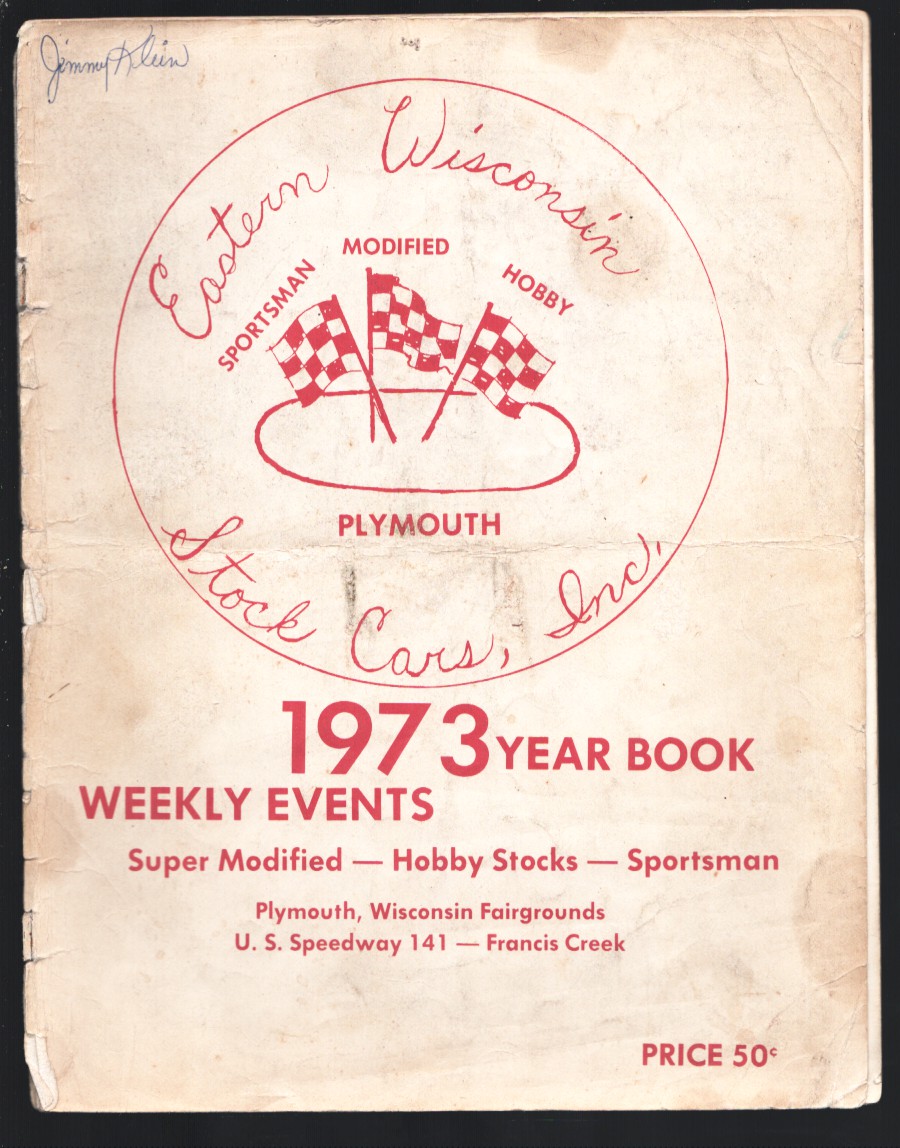 Jimmy Klein
Eastern Wisconsin
SPORTSMAN
MODIFIED
HOBBY
PLYMOUTH
Stock Cars, Inc.
1973 YEAR BOOK
WEEKLY EVENTS
Super Modified — Hobby Stocks — Sportsman
Plymouth, Wisconsin Fairgrounds
U. S. Speedway 141 — Francis Creek
PRICE 50¢